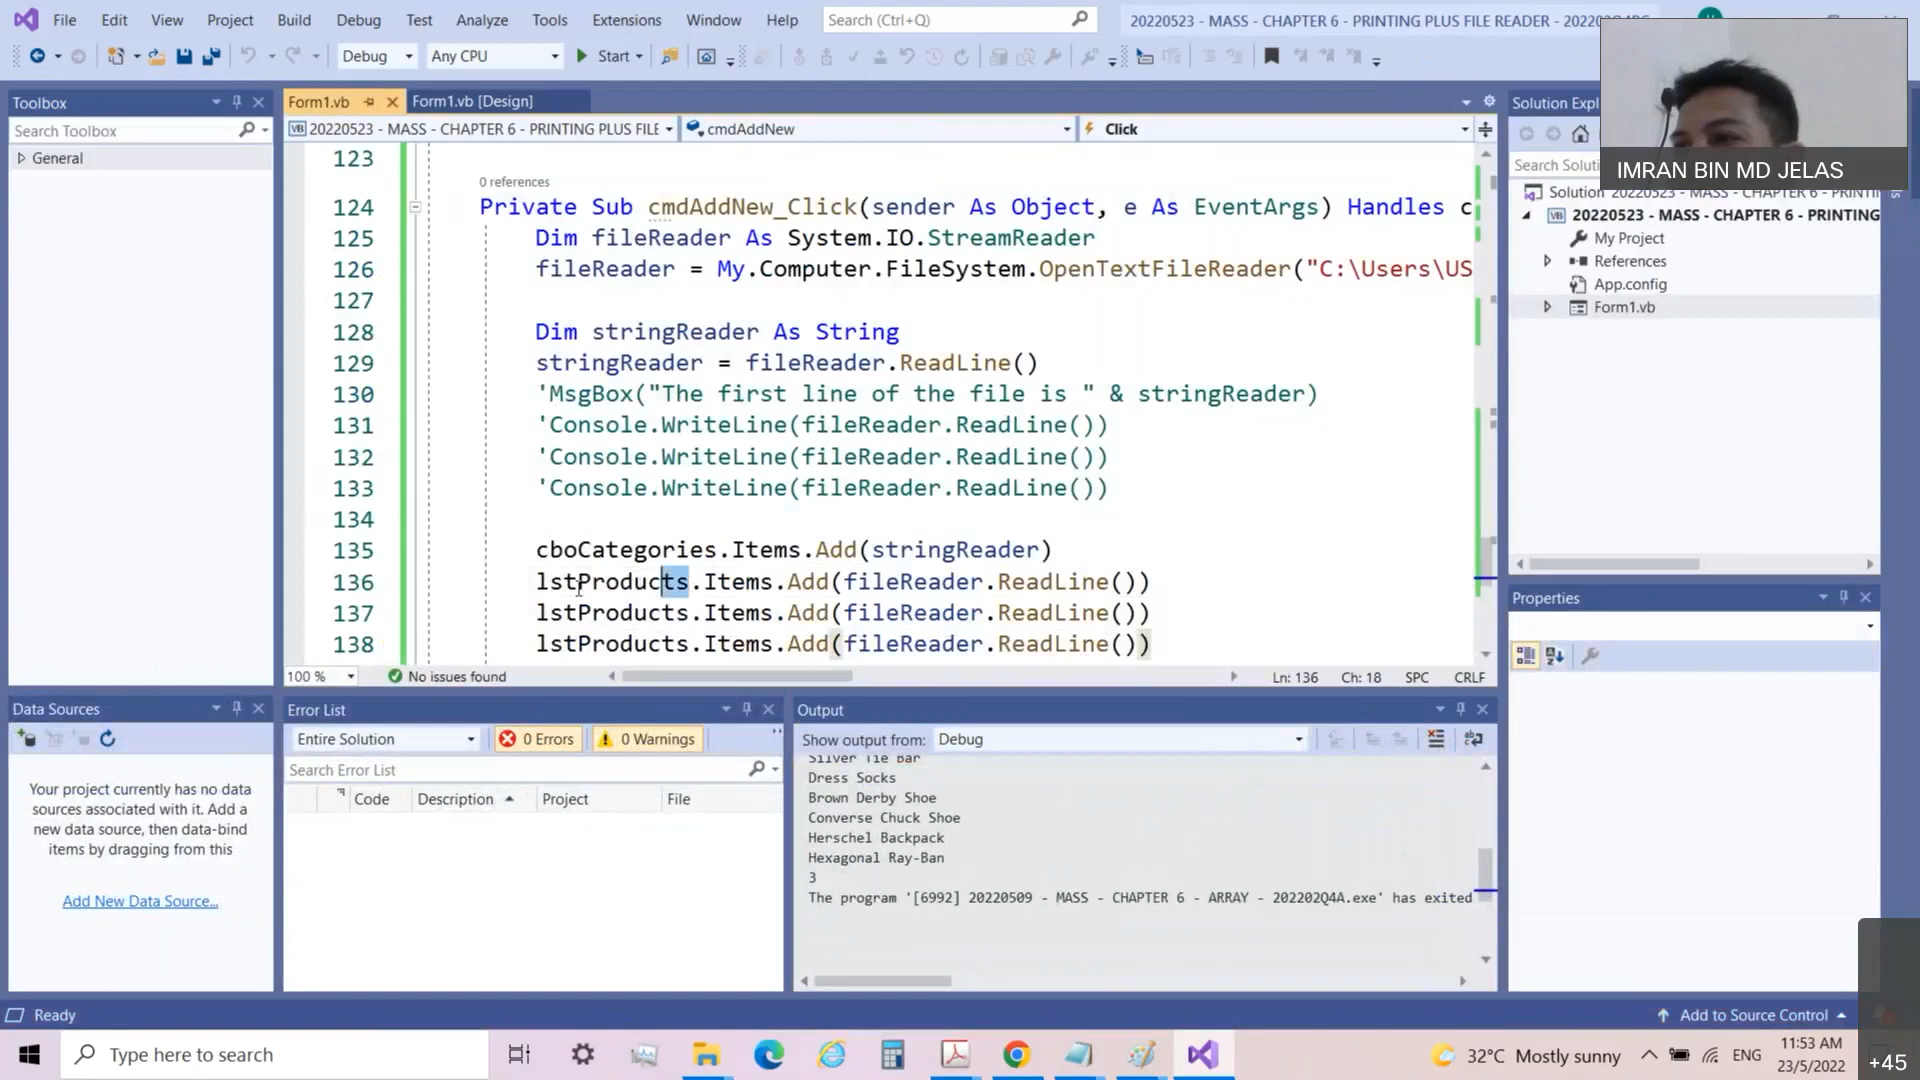 File Edit View Project Build Debug Test Analyze Tools Extensions Window Help Search (Ctrl+Q) 20220523 - MASS - CHAPTER 6 - PRINTING PLUS FILE READER -
Debug Any CPU Start
Toolbox
Search Toolbox
General
Form1.vb Form1.vb [Design]
20220523 - MASS - CHAPTER 6 - PRINTING PLUS FILE cmdAddNew Click
123
0 references
124 Private Sub cmdAddNew_Click(sender As Object, e As EventArgs) Handles c
125 Dim fileReader As System.IO.StreamReader
126 fileReader = My.Computer.FileSystem.OpenTextFileReader("C:\Users\US
127
128 Dim stringReader As String
129 stringReader = fileReader.ReadLine()
130 'MsgBox("The first line of the file is " & stringReader)
131 'Console.WriteLine(fileReader.ReadLine())
132 'Console.WriteLine(fileReader.ReadLine())
133 'Console.WriteLine(fileReader.ReadLine())
134
135 cboCategories.Items.Add(stringReader)
136 lstProducts.Items.Add(fileReader.ReadLine())
137 lstProducts.Items.Add(fileReader.ReadLine())
138 lstProducts.Items.Add(fileReader.ReadLine())
100 % No issues found Ln: 136 Ch: 18 SPC CRLF
Solution Expl
Search Soluti
IMRAN BIN MD JELAS
Solution 20220523 - MASS - CHAPTER 6 - PRINTIN
20220523 - MASS - CHAPTER 6 - PRINTING
My Project
References
App.config
Form1.vb
Properties
Data Sources
Your project currently has no data
sources associated with it. Add a
new data source, then data-bind
items by dragging from this
Add New Data Source...
Error List
Entire Solution 0 Errors 0 Warnings
Search Error List
Code Description Project File
Output
Show output from: Debug
Silver Tie Bar
Dress Socks
Brown Derby Shoe
Converse Chuck Shoe
Herschel Backpack
Hexagonal Ray-Ban
3
The program '[6992] 20220509 - MASS - CHAPTER 6 - ARRAY - 202202Q4A.exe' has exited
Ready Add to Source Control
Type here to search 32°C Mostly sunny ENG 11:53 AM
23/5/2022
+45